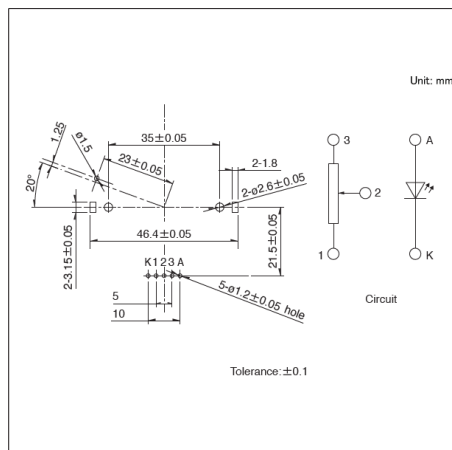 Unit: mm
1.25
ø1.5
35±0.05
23±0.05
2-1.8
2-ø2.6±0.05
20°
46.4±0.05
2-3.15±0.05
21.5±0.05
K 1 2 3 A
5
10
5-ø1.2±0.05 hole
3
A
2
1
K
Circuit
Tolerance: ±0.1